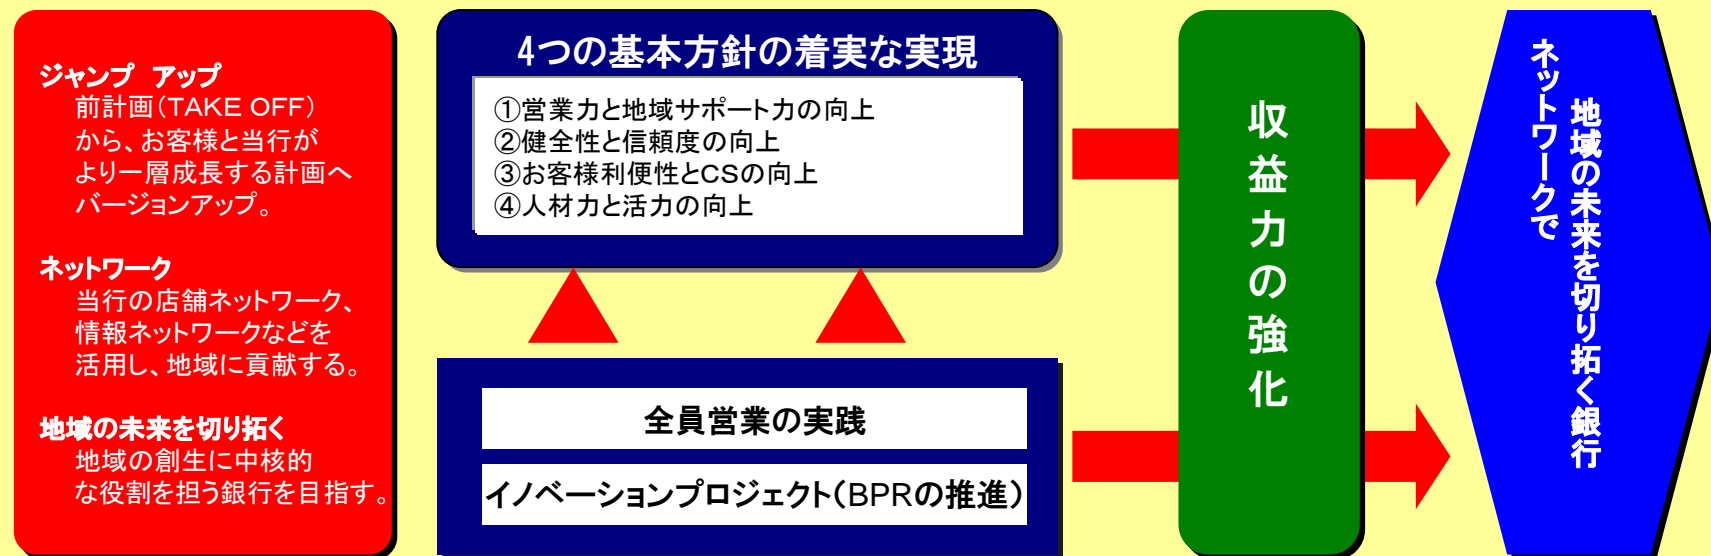 ジャンプ アップ
前計画(TAKE OFF)
から、お客様と当行が
より一層成長する計画へ
バージョンアップ。
ネットワーク
当行の店舗ネットワーク、
情報ネットワークなどを
活用し、地域に貢献する。
地域の未来を切り拓く
地域の創生に中核的
な役割を担う銀行を目指す。
4つの基本方針の着実な実現
①営業力と地域サポート力の向上
②健全性と信頼度の向上
③お客様利便性とCSの向上
④人材力と活力の向上
全員営業の実践
イノベーションプロジェクト(BPRの推進)
収益力の強化
ネットワークで
地域の未来を切り拓く銀行